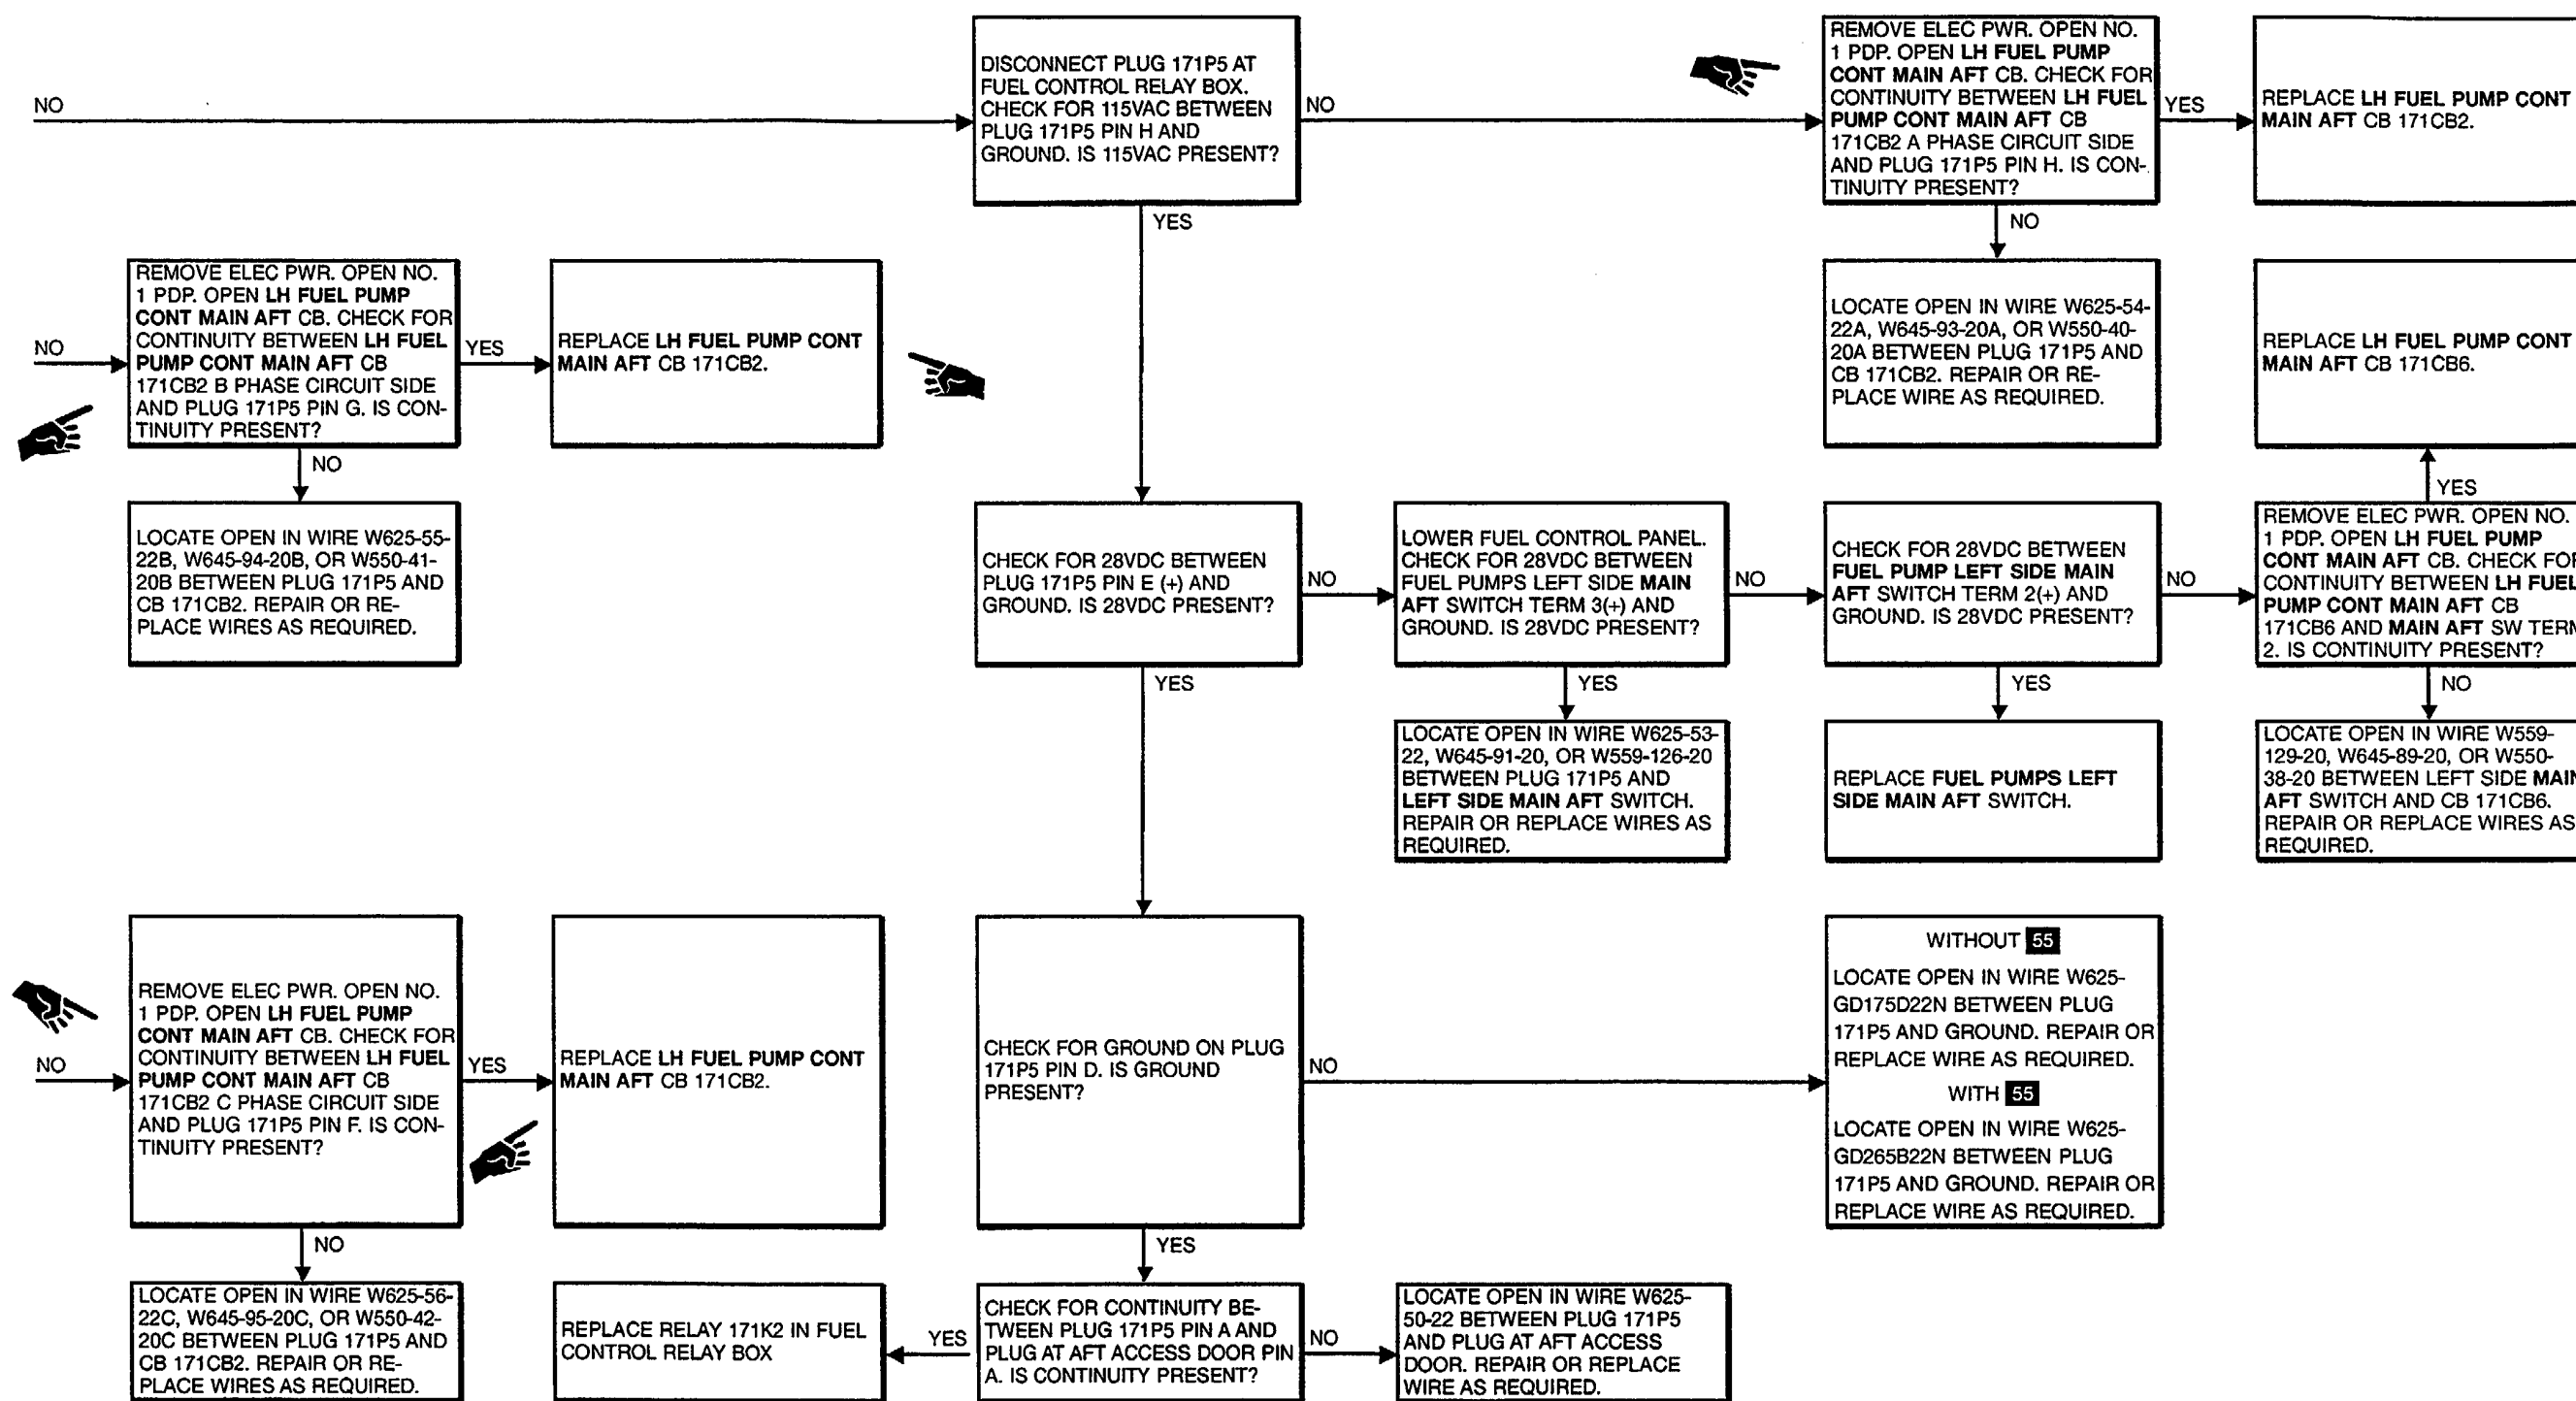 NO
DISCONNECT PLUG 171P5 AT
FUEL CONTROL RELAY BOX.
CHECK FOR 115VAC BETWEEN
PLUG 171P5 PIN H AND
GROUND. IS 115VAC PRESENT?
NO
REMOVE ELEC PWR. OPEN NO.
1 PDP. OPEN LH FUEL PUMP
CONT MAIN AFT CB. CHECK FOR
CONTINUITY BETWEEN LH FUEL
PUMP CONT MAIN AFT CB
171CB2 A PHASE CIRCUIT SIDE
AND PLUG 171P5 PIN H. IS CON-
TINUITY PRESENT?
YES
REPLACE LH FUEL PUMP CONT
MAIN AFT CB 171CB2.
YES
NO
NO
REMOVE ELEC PWR. OPEN NO.
1 PDP. OPEN LH FUEL PUMP
CONT MAIN AFT CB. CHECK FOR
CONTINUITY BETWEEN LH FUEL
PUMP CONT MAIN AFT CB
171CB2 B PHASE CIRCUIT SIDE
AND PLUG 171P5 PIN G. IS CON-
TINUITY PRESENT?
YES
REPLACE LH FUEL PUMP CONT
MAIN AFT CB 171CB2.
LOCATE OPEN IN WIRE W625-54-
22A, W645-93-20A, OR W550-40-
20A BETWEEN PLUG 171P5 AND
CB 171CB2. REPAIR OR RE-
PLACE WIRE AS REQUIRED.
REPLACE LH FUEL PUMP CONT
MAIN AFT CB 171CB6.
NO
YES
LOCATE OPEN IN WIRE W625-55-
22B, W645-94-20B, OR W550-41-
20B BETWEEN PLUG 171P5 AND
CB 171CB2. REPAIR OR RE-
PLACE WIRES AS REQUIRED.
CHECK FOR 28VDC BETWEEN
PLUG 171P5 PIN E (+) AND
GROUND. IS 28VDC PRESENT?
NO
LOWER FUEL CONTROL PANEL.
CHECK FOR 28VDC BETWEEN
FUEL PUMPS LEFT SIDE MAIN
AFT SWITCH TERM 3(+) AND
GROUND. IS 28VDC PRESENT?
NO
CHECK FOR 28VDC BETWEEN
FUEL PUMP LEFT SIDE MAIN
AFT SWITCH TERM 2(+) AND
GROUND. IS 28VDC PRESENT?
NO
REMOVE ELEC PWR. OPEN NO.
1 PDP. OPEN LH FUEL PUMP
CONT MAIN AFT CB. CHECK FOR
CONTINUITY BETWEEN LH FUEL
PUMP CONT MAIN AFT CB
171CB6 AND MAIN AFT SW TERM
2. IS CONTINUITY PRESENT?
YES
YES
YES
NO
LOCATE OPEN IN WIRE W625-53-
22, W645-91-20, OR W559-126-20
BETWEEN PLUG 171P5 AND
LEFT SIDE MAIN AFT SWITCH.
REPAIR OR REPLACE WIRES AS
REQUIRED.
REPLACE FUEL PUMPS LEFT
SIDE MAIN AFT SWITCH.
LOCATE OPEN IN WIRE W559-
129-20, W645-89-20, OR W550-
38-20 BETWEEN LEFT SIDE MAIN
AFT SWITCH AND CB 171CB6.
REPAIR OR REPLACE WIRES AS
REQUIRED.
NO
REMOVE ELEC PWR. OPEN NO.
1 PDP. OPEN LH FUEL PUMP
CONT MAIN AFT CB. CHECK FOR
CONTINUITY BETWEEN LH FUEL
PUMP CONT MAIN AFT CB
171CB2 C PHASE CIRCUIT SIDE
AND PLUG 171P5 PIN F. IS CON-
TINUITY PRESENT?
YES
REPLACE LH FUEL PUMP CONT
MAIN AFT CB 171CB2.
CHECK FOR GROUND ON PLUG
171P5 PIN D. IS GROUND
PRESENT?
NO
WITHOUT 55
LOCATE OPEN IN WIRE W625-
GD175D22N BETWEEN PLUG
171P5 AND GROUND. REPAIR OR
REPLACE WIRE AS REQUIRED.
WITH 55
LOCATE OPEN IN WIRE W625-
GD265B22N BETWEEN PLUG
171P5 AND GROUND. REPAIR OR
REPLACE WIRE AS REQUIRED.
NO
YES
LOCATE OPEN IN WIRE W625-56-
22C, W645-95-20C, OR W550-42-
20C BETWEEN PLUG 171P5 AND
CB 171CB2. REPAIR OR RE-
PLACE WIRES AS REQUIRED.
REPLACE RELAY 171K2 IN FUEL
CONTROL RELAY BOX
YES
CHECK FOR CONTINUITY BE-
TWEEN PLUG 171P5 PIN A AND
PLUG AT AFT ACCESS DOOR PIN
A. IS CONTINUITY PRESENT?
NO
LOCATE OPEN IN WIRE W625-
50-22 BETWEEN PLUG 171P5
AND PLUG AT AFT ACCESS
DOOR. REPAIR OR REPLACE
WIRE AS REQUIRED.